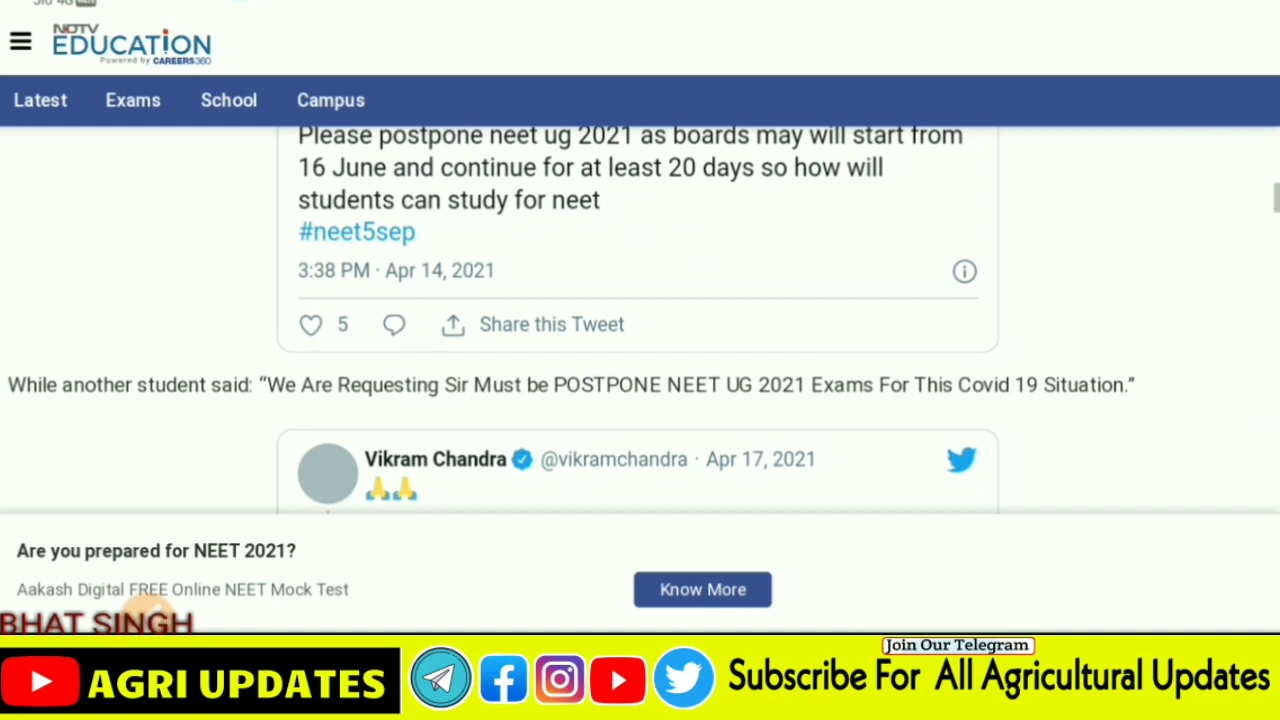 Jio 4G
NDTV
EDUCATION
Powered by CAREERS360
Latest Exams School Campus
Please postpone neet ug 2021 as boards may will start from
16 June and continue for at least 20 days so how will
students can study for neet
#neet5sep
3:38 PM · Apr 14, 2021
5 Share this Tweet
While another student said: “We Are Requesting Sir Must be POSTPONE NEET UG 2021 Exams For This Covid 19 Situation.”
Vikram Chandra @vikramchandra · Apr 17, 2021
🙏🙏
Are you prepared for NEET 2021?
Aakash Digital FREE Online NEET Mock Test
Know More
BHAT SINGH
Join Our Telegram
AGRI UPDATES
Subscribe For All Agricultural Updates